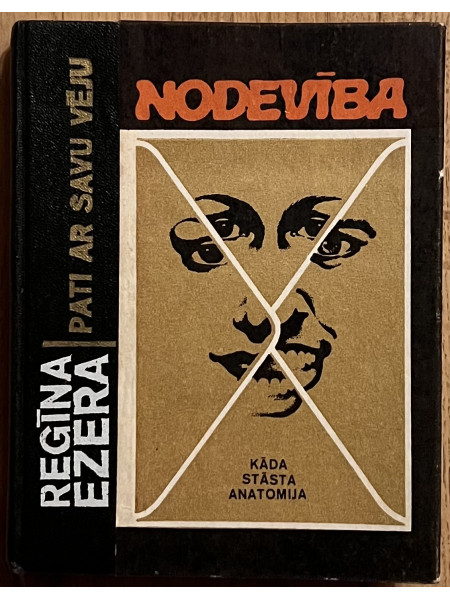 REGĪNA
EZERA
PATI AR SAVU VĒJU
NODEVĪBA
KĀDA
STĀSTA
ANATOMIJA